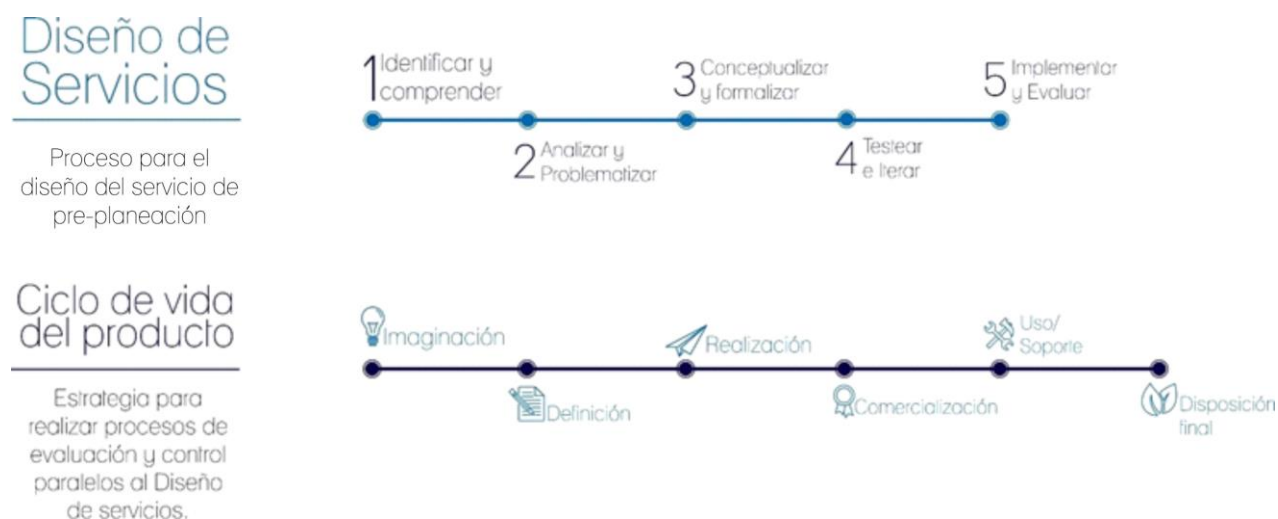 Diseño de
Servicios
Proceso para el
diseño del servicio de
pre-planeación
1 Identificar y
comprender
2 Analizar y
Problematizar
3 Conceptualizar
y formalizar
4 Testear
e Iterar
5 Implementar
y Evaluar
Ciclo de vida
del producto
Estrategia para
realizar procesos de
evaluación y control
paralelos al Diseño
de servicios.
Imaginación
Definición
Realización
Comercialización
Uso/
Soporte
Disposición
final